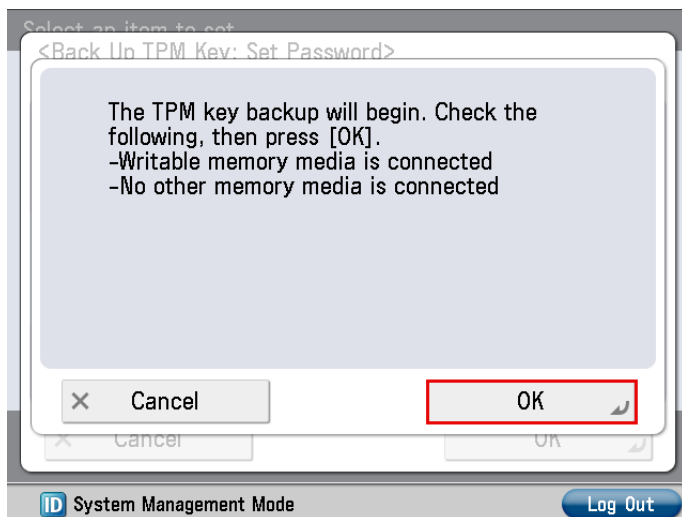 Select an item to set.
<Back Up TPM Key: Set Password>
The TPM key backup will begin. Check the
following, then press [OK].
-Writable memory media is connected
-No other memory media is connected
× Cancel
OK
× Cancel
OK
ID System Management Mode
Log Out